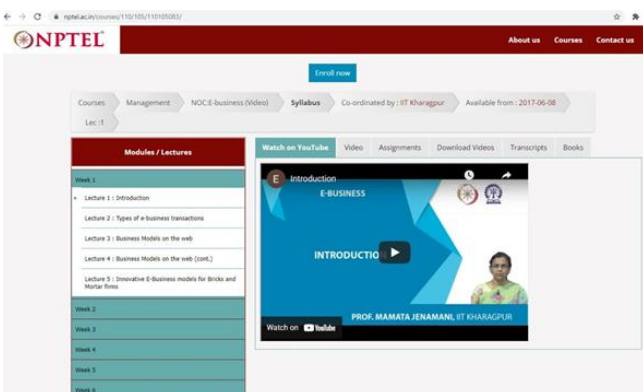 nptel.ac.in/courses/110/105/110105083/
NPTEL
About us Courses Contact us
Enroll now
Courses Management NOC:E-business (Video) Syllabus Co-ordinated by : IIT Kharagpur Available from : 2017-06-08
Lec :1
Modules / Lectures
Week 1
Lecture 1 : Introduction
Lecture 2 : Types of e-business transactions
Lecture 3 : Business Models on the web
Lecture 4 : Business Models on the web (cont.)
Lecture 5 : Innovative E-Business models for Bricks and
Mortar firms
Week 2
Week 3
Week 4
Week 5
Week 6
Watch on YouTube Video Assignments Download Videos Transcripts Books
E Introduction
E-BUSINESS
INTRODUCTION
PROF. MAMATA JENAMANI, IIT KHARAGPUR
Watch on YouTube